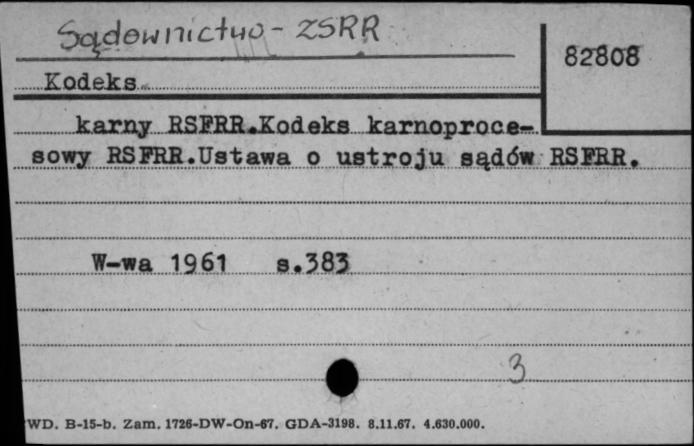 Sądownictwo - ZSRR
82808
Kodeks
karny RSFRR.Kodeks karnoproce-
sowy RSFRR.Ustawa o ustroju sądów RSFRR.
W-wa 1961 s.383
3
WD. B-15-b. Zam. 1726-DW-On-67. GDA-3198. 8.11.67. 4.630.000.